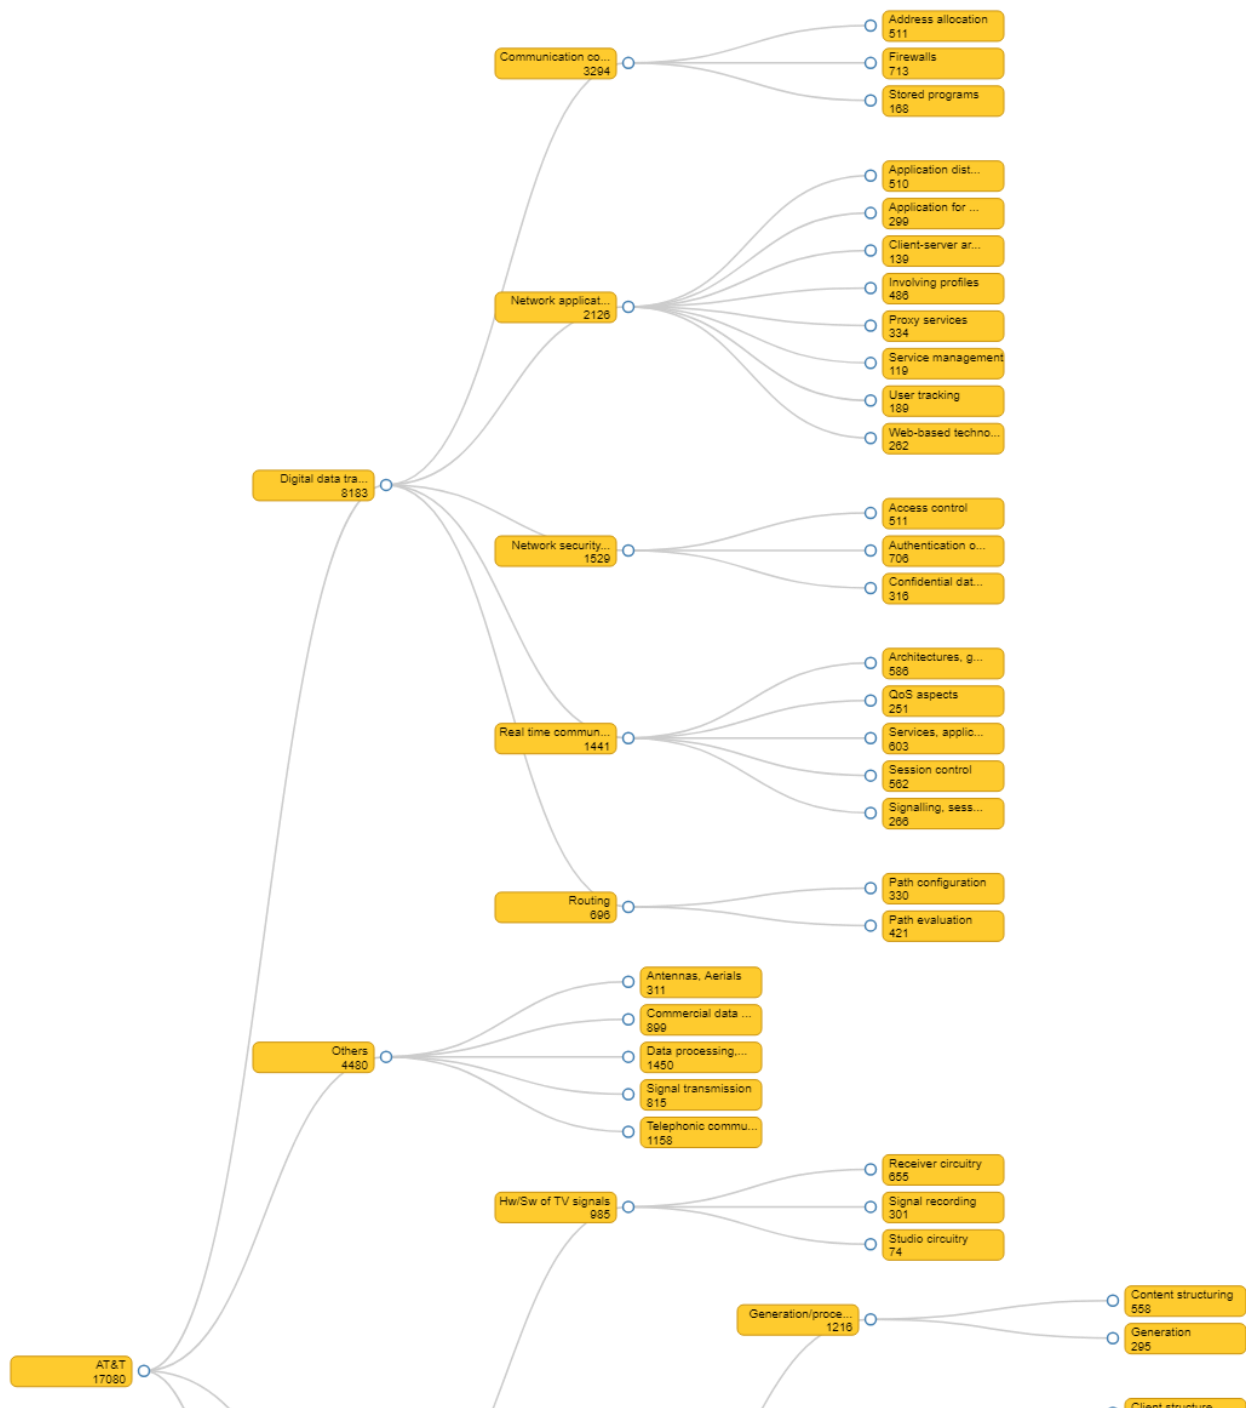 Address allocation
511
Communication co...
3294
Firewalls
713
Stored programs
168
Application dist...
510
Application for ...
299
Client-server ar...
139
Involving profiles
486
Network applicat...
2126
Proxy services
334
Service management
119
User tracking
189
Web-based techno...
262
Digital data tra...
8183
Access control
511
Network security...
1529
Authentication o...
706
Confidential dat...
316
Architectures, g...
586
QoS aspects
251
Real time commun...
1441
Services, applic...
603
Session control
562
Signalling, sess...
266
Path configuration
330
Routing
696
Path evaluation
421
Antennas, Aerials
311
Commercial data ...
899
Others
4480
Data processing,...
1450
Signal transmission
815
Telephonic commu...
1158
Receiver circuitry
655
Hw/Sw of TV signals
985
Signal recording
301
Studio circuitry
74
Content structuring
558
Generation/proce...
1216
Generation
295
AT&T
17080
Client structure